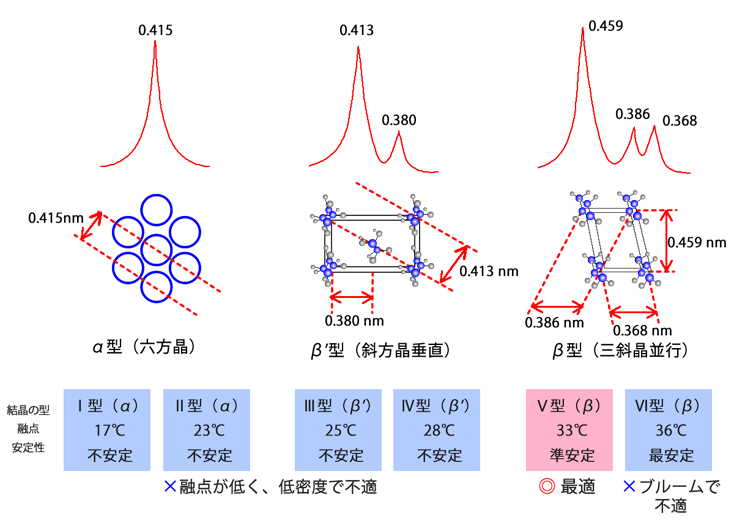 0.415
0.413
0.380
0.459
0.386
0.368
0.415nm
0.413 nm
0.380 nm
0.459 nm
0.386 nm
0.368 nm
α型（六方晶）
β’型（斜方晶垂直）
β型（三斜晶並行）
結晶の型
融点
安定性
Ⅰ型（α）
17℃
不安定
Ⅱ型（α）
23℃
不安定
Ⅲ型（β’）
25℃
不安定
Ⅳ型（β’）
28℃
不安定
Ⅴ型（β）
33℃
準安定
Ⅵ型（β）
36℃
最安定
×融点が低く、低密度で不適
◎ 最適
×ブルームで
不適